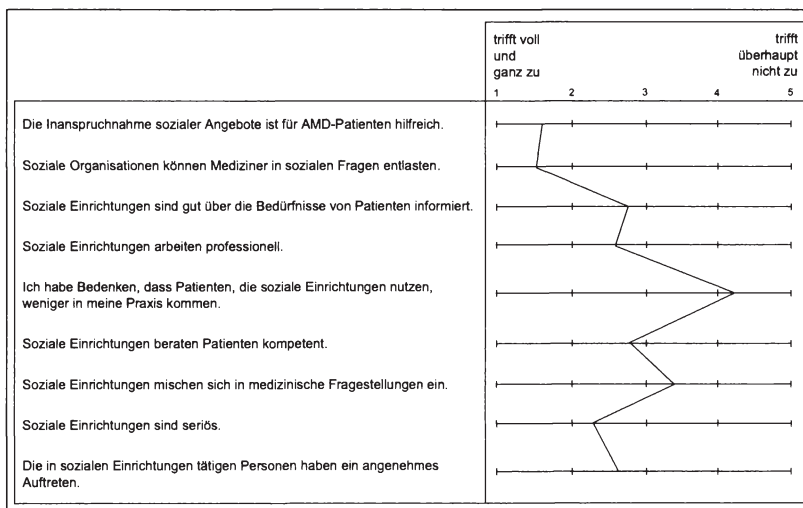 trifft voll
und
ganz zu
trifft
überhaupt
nicht zu
1 2 3 4 5
Die Inanspruchnahme sozialer Angebote ist für AMD-Patienten hilfreich.
Soziale Organisationen können Mediziner in sozialen Fragen entlasten.
Soziale Einrichtungen sind gut über die Bedürfnisse von Patienten informiert.
Soziale Einrichtungen arbeiten professionell.
Ich habe Bedenken, dass Patienten, die soziale Einrichtungen nutzen,
weniger in meine Praxis kommen.
Soziale Einrichtungen beraten Patienten kompetent.
Soziale Einrichtungen mischen sich in medizinische Fragestellungen ein.
Soziale Einrichtungen sind seriös.
Die in sozialen Einrichtungen tätigen Personen haben ein angenehmes
Auftreten.